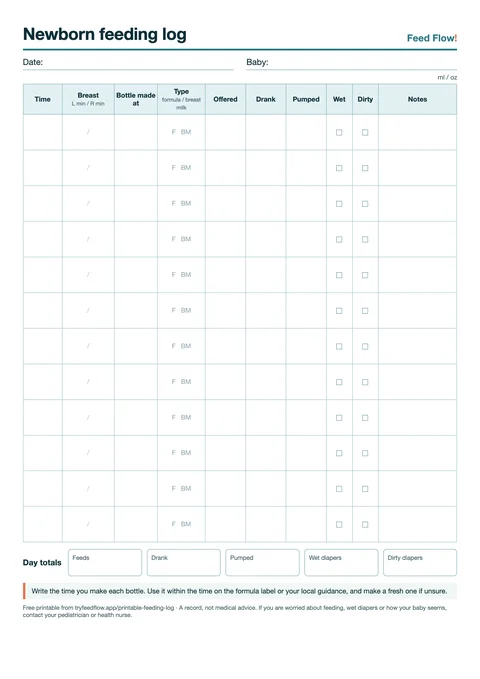 Newborn feeding log
Feed Flow!
Date:
Baby:
ml / oz
Time Breast L min / R min Bottle made at Type formula / breast milk Offered Drank Pumped Wet Dirty Notes
/ F BM ☐ ☐
/ F BM ☐ ☐
/ F BM ☐ ☐
/ F BM ☐ ☐
/ F BM ☐ ☐
/ F BM ☐ ☐
/ F BM ☐ ☐
/ F BM ☐ ☐
/ F BM ☐ ☐
/ F BM ☐ ☐
/ F BM ☐ ☐
/ F BM ☐ ☐
Day totals Feeds Drank Pumped Wet diapers Dirty diapers
Write the time you make each bottle. Use it within the time on the formula label or your local guidance, and make a fresh one if unsure.
Free printable from tryfeedflow.app/printable-feeding-log · A record, not medical advice. If you are worried about feeding, wet diapers or how your baby seems,
contact your pediatrician or health nurse.